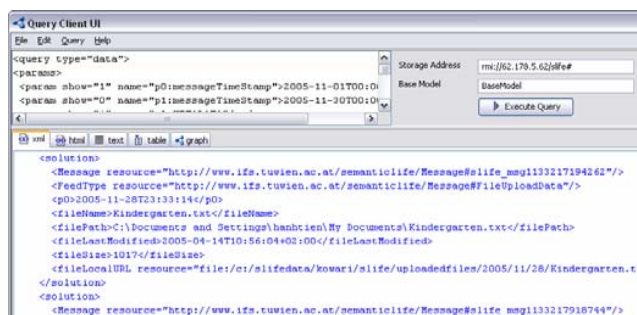 Query Client UI
File Edit Query Help
<query type="data">
<params>
<param show="1" name="p0:messageTimeStamp">2005-11-01T00:00
<param show="0" name="p1:messageTimeStamp">2005-11-30T00:00
Storage Address rmi://62.178.5.62/slife#
Base Model BaseModel
Execute Query
xml html text table graph
<solution>
<Message resource="http://www.ifs.tuwien.ac.at/semanticlife/Message#slife_msg1133217194262"/>
<FeedType resource="http://www.ifs.tuwien.ac.at/semanticlife/Message#FileUploadData"/>
<p0>2005-11-28T23:33:14</p0>
<fileName>Kindergarten.txt</fileName>
<filePath>C:\Documents and Settings\hanhtien\My Documents\Kindergarten.txt</filePath>
<fileLastModified>2005-04-14T10:56:04+02:00</fileLastModified>
<fileSize>1017</fileSize>
<fileLocalURL resource="file:/c:/slifedata/kowari/slife/uploadedfiles/2005/11/28/Kindergarten.t
</solution>
<solution>
<Message resource="http://www.ifs.tuwien.ac.at/semanticlife/Message#slife_msg1133217918744"/>